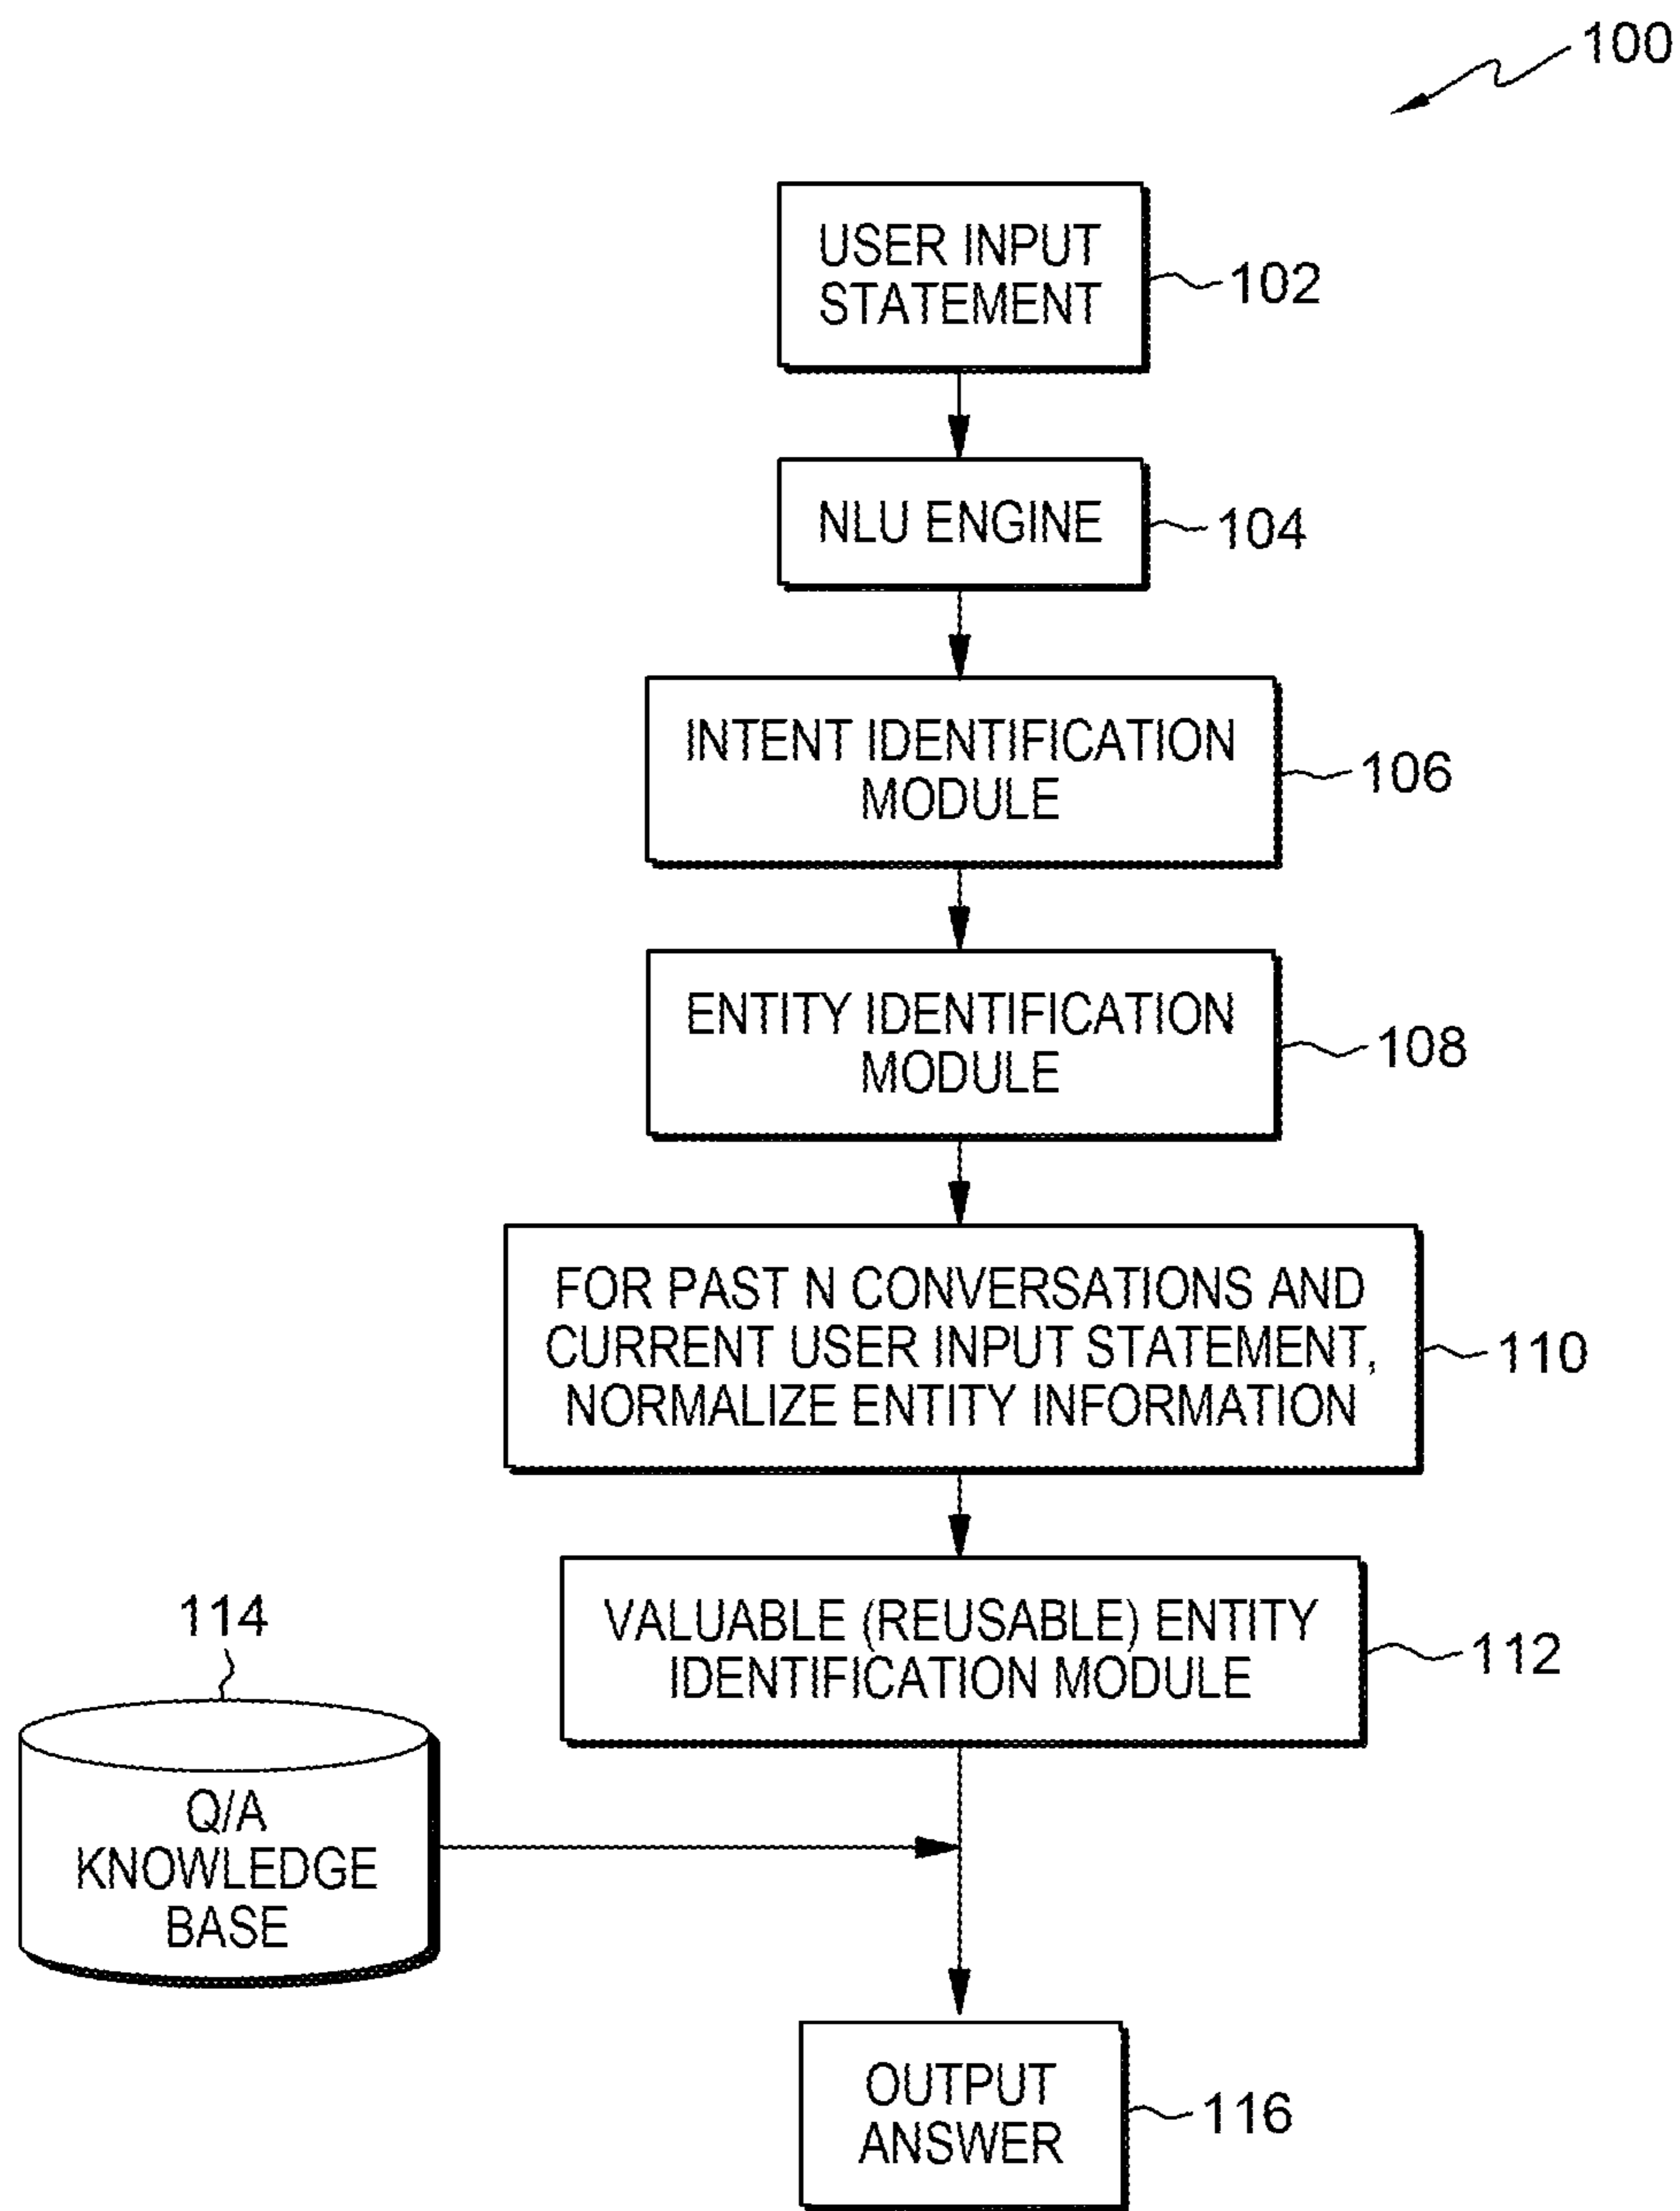 100
USER INPUT
STATEMENT
102
NLU ENGINE
104
INTENT IDENTIFICATION
MODULE
106
ENTITY IDENTIFICATION
MODULE
108
FOR PAST N CONVERSATIONS AND
CURRENT USER INPUT STATEMENT,
NORMALIZE ENTITY INFORMATION
110
VALUABLE (REUSABLE) ENTITY
IDENTIFICATION MODULE
112
114
Q/A
KNOWLEDGE
BASE
OUTPUT
ANSWER
116